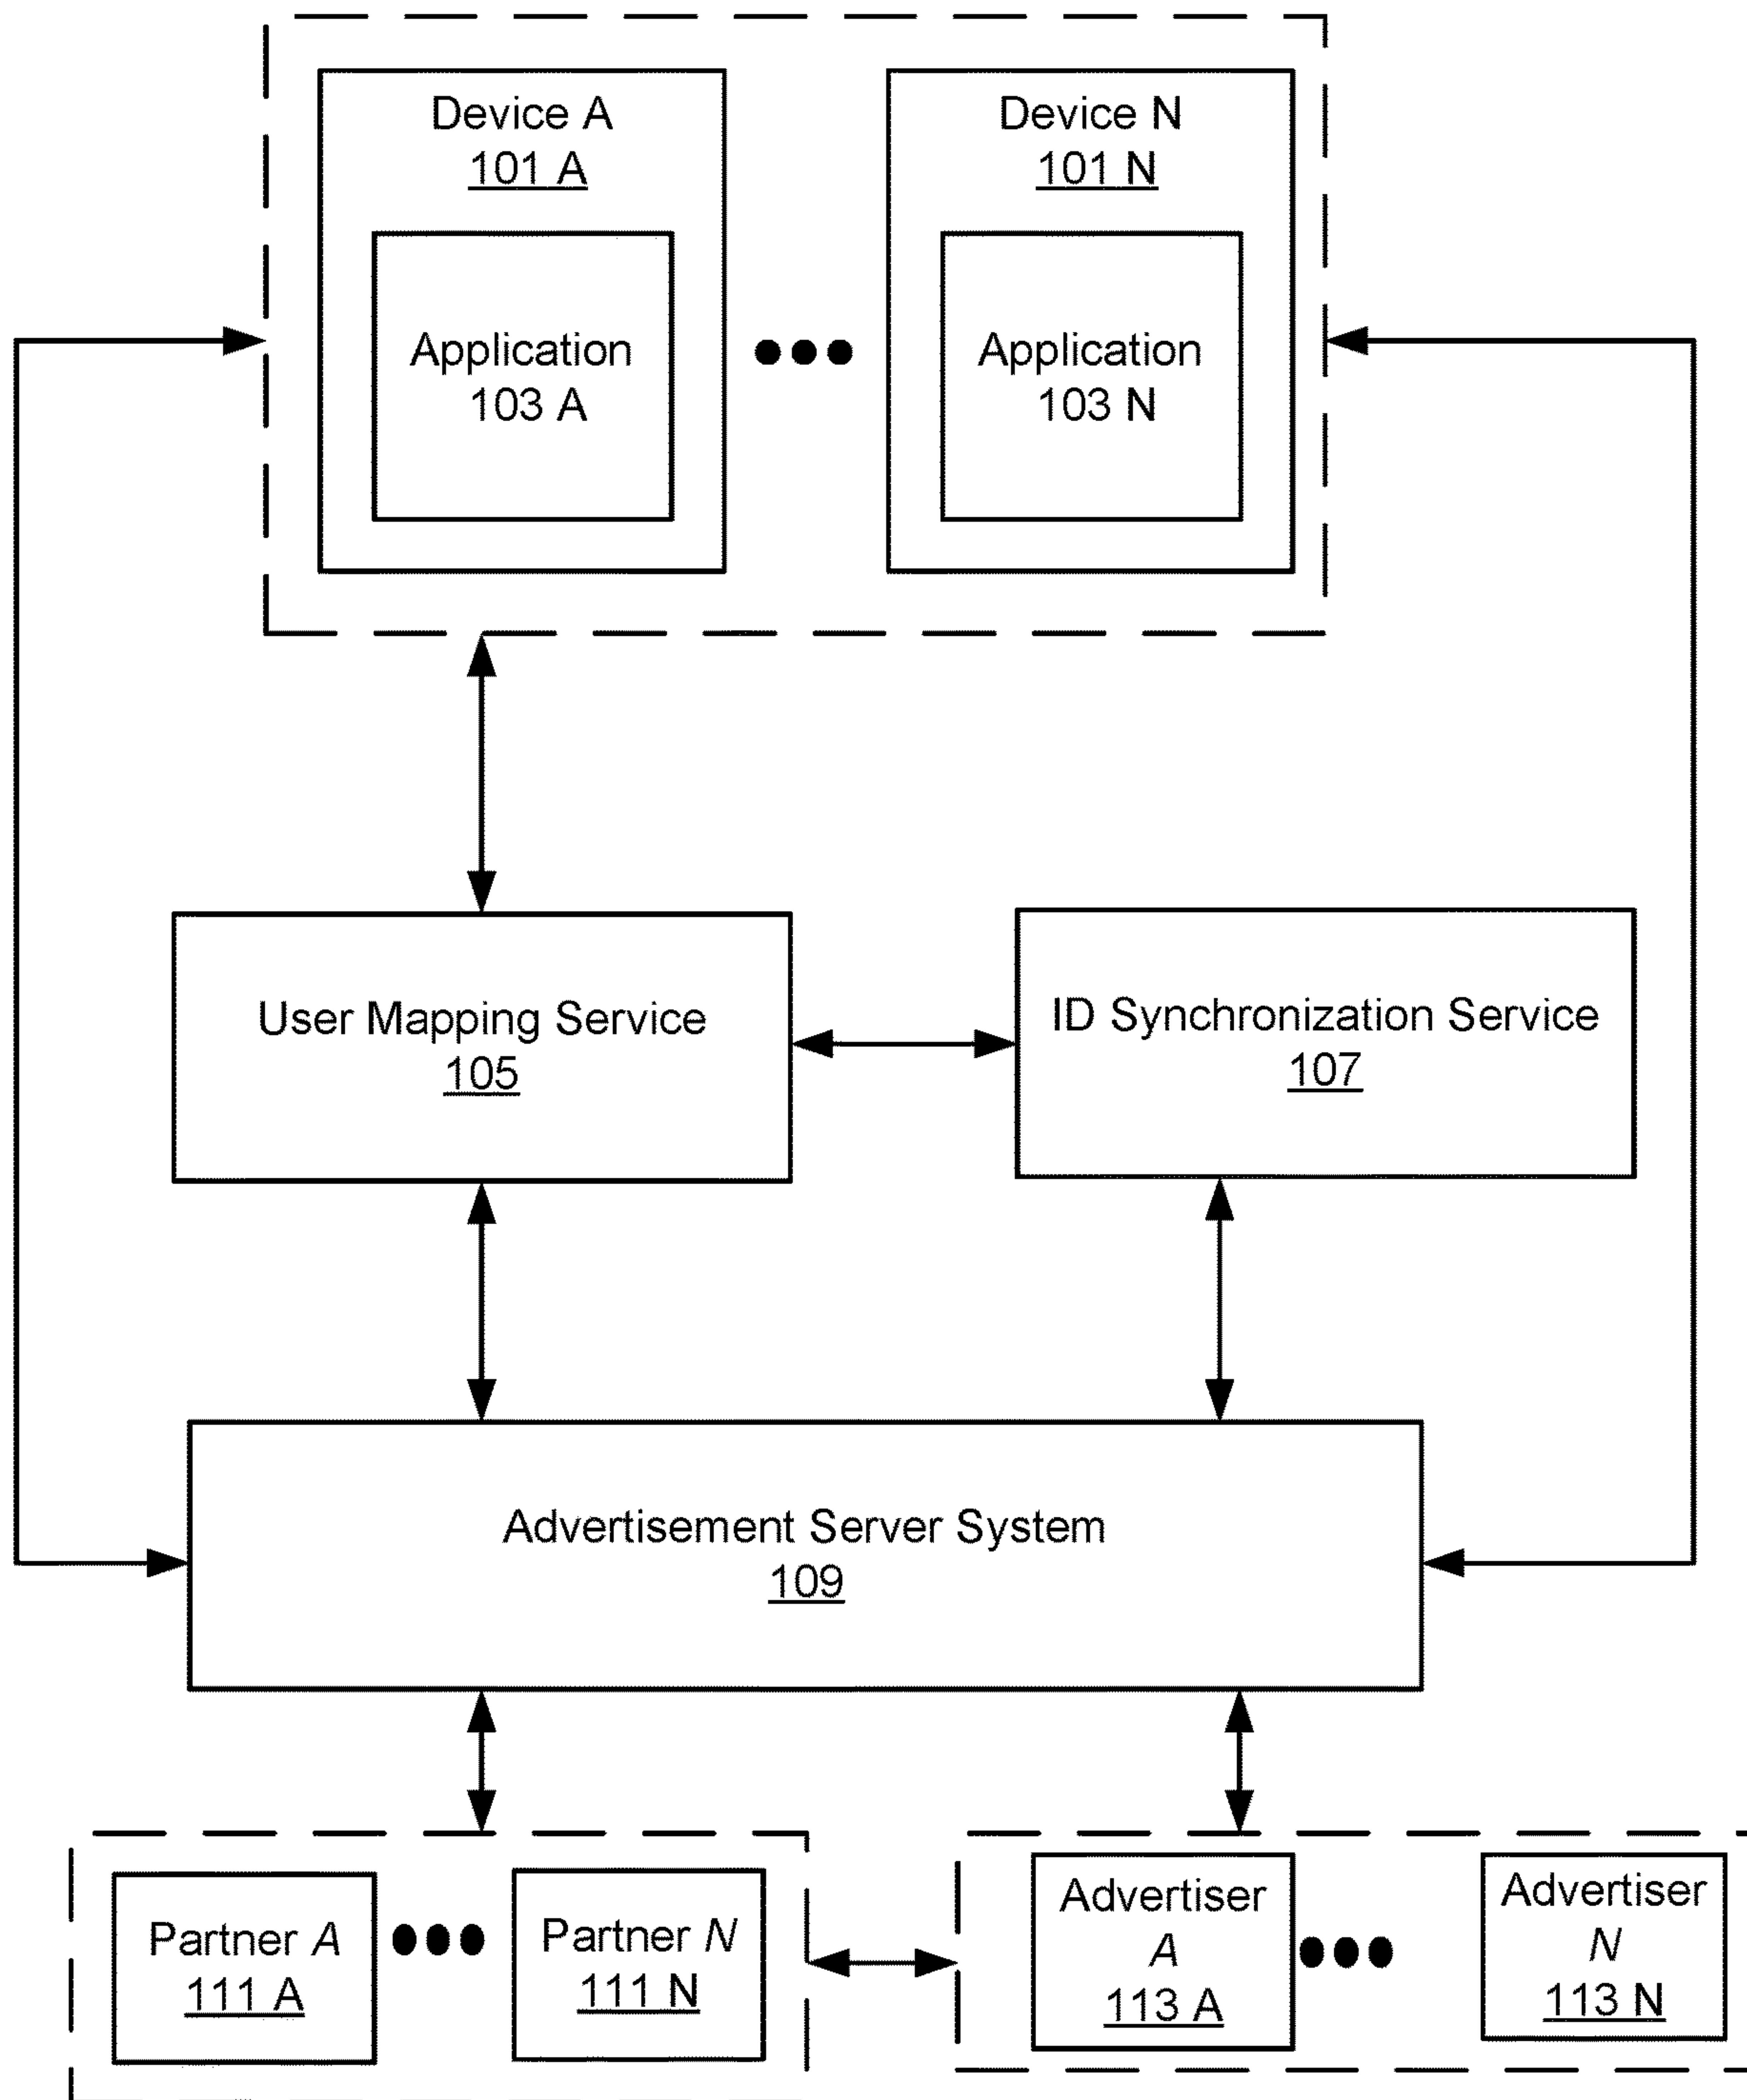 Device A
101 A
Device N
101 N
Application
103 A
Application
103 N
User Mapping Service
105
ID Synchronization Service
107
Advertisement Server System
109
Partner A
111 A
Partner N
111 N
Advertiser
A
113 A
Advertiser
N
113 N